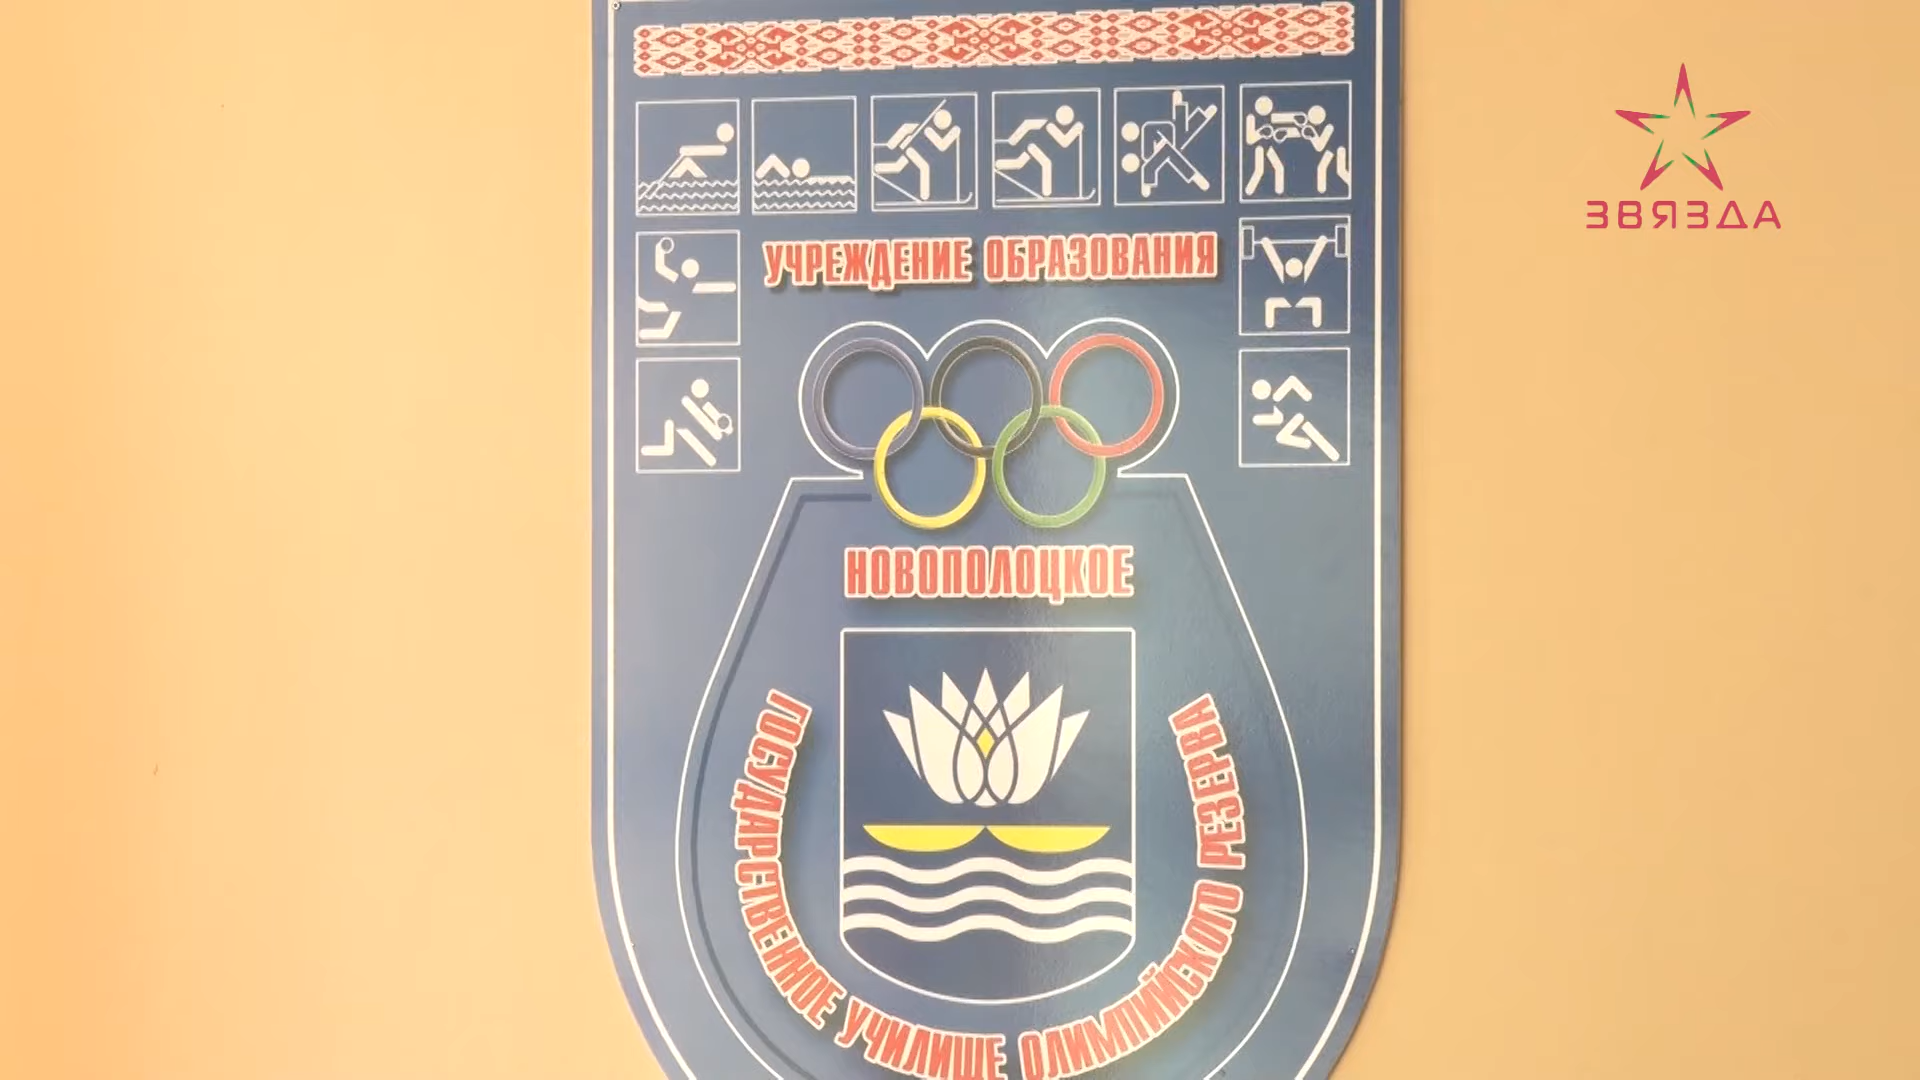 ЗВЯЗДА
УЧРЕЖДЕНИЕ ОБРАЗОВАНИЯ
НОВОПОЛОЦКОЕ
ГОСУДАРСТВЕННОЕ УЧИЛИЩЕ ОЛИМПИЙСКОГО РЕЗЕРВА